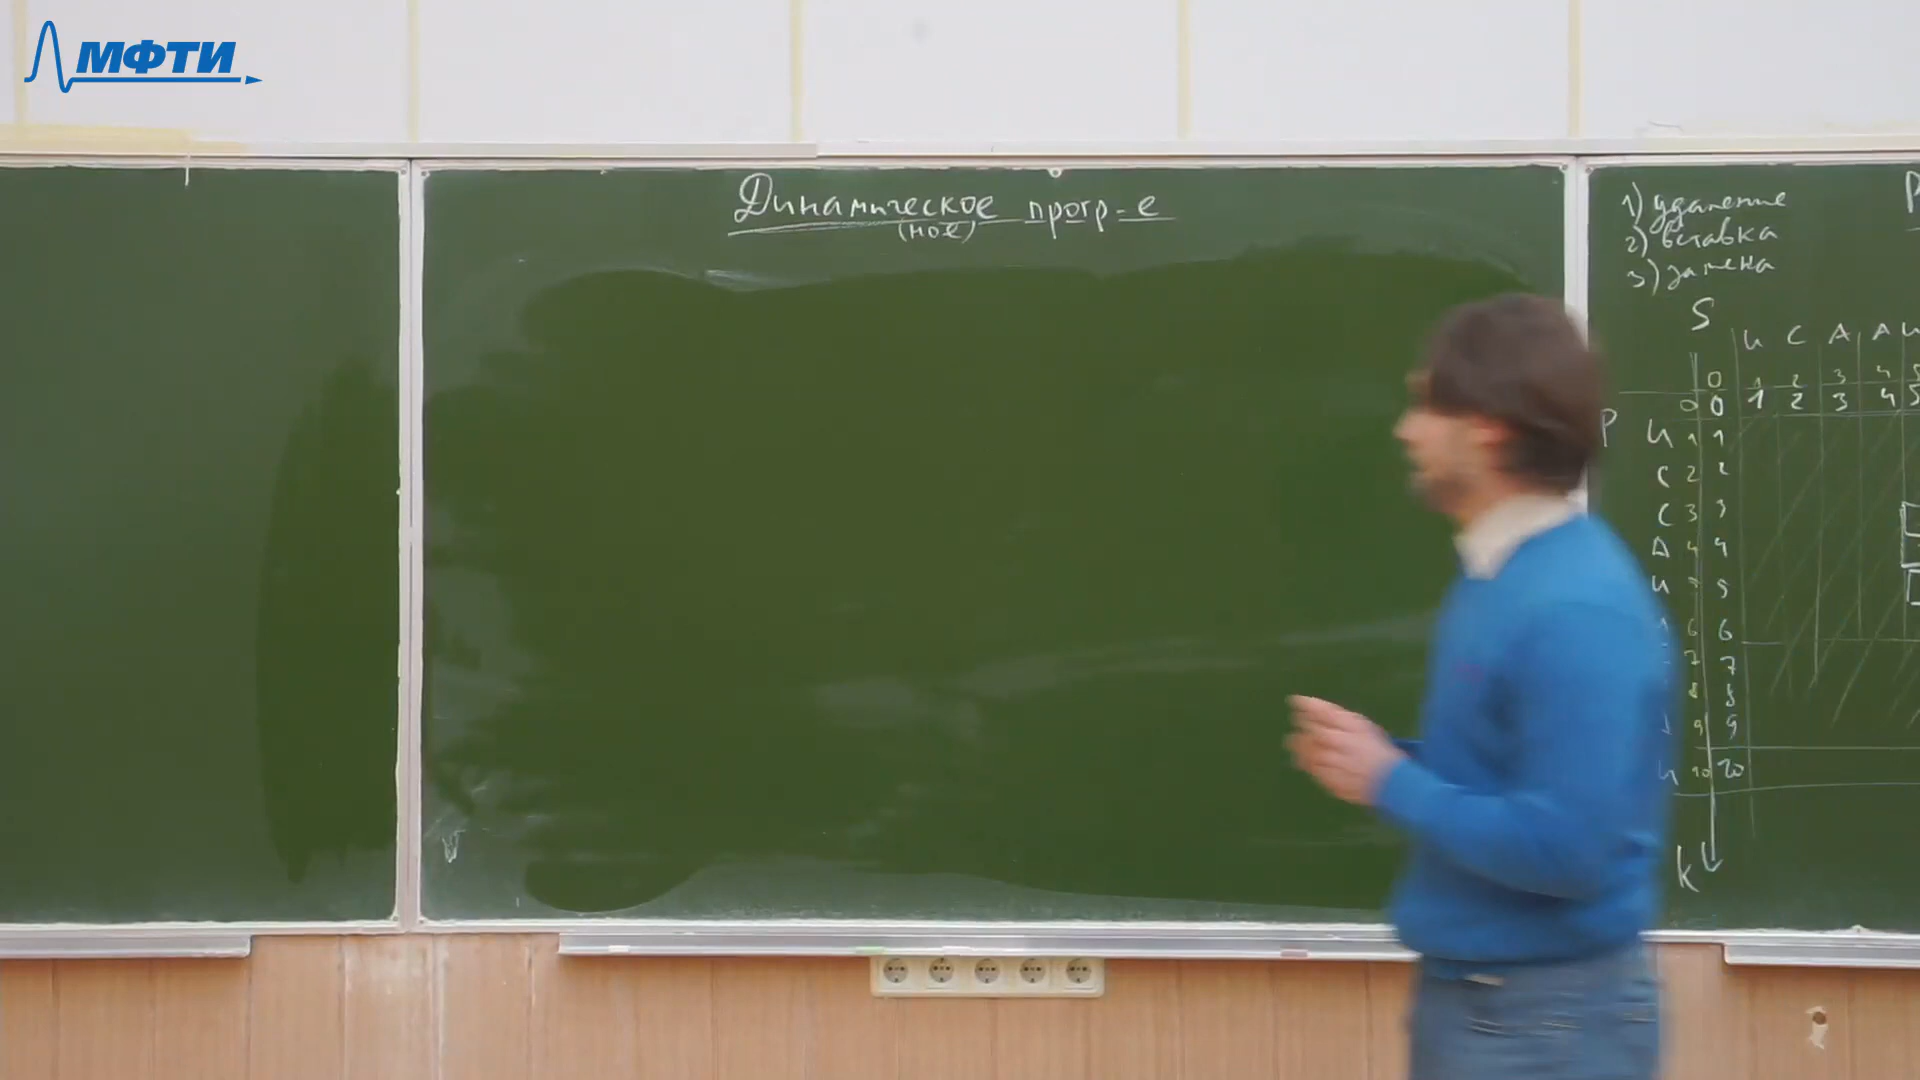 МФТИ
Динамическое прогр-е
(ное)
1) удаление
2) вставка
3) замена
S
И С А А И
0 1 2 3 4 5
0 0 1 2 3 4 5
P И 1 1
С 2 2
С 3 3
А 4 4
И 5
6 6
7 7
8 8
9 9
И 10 10
k